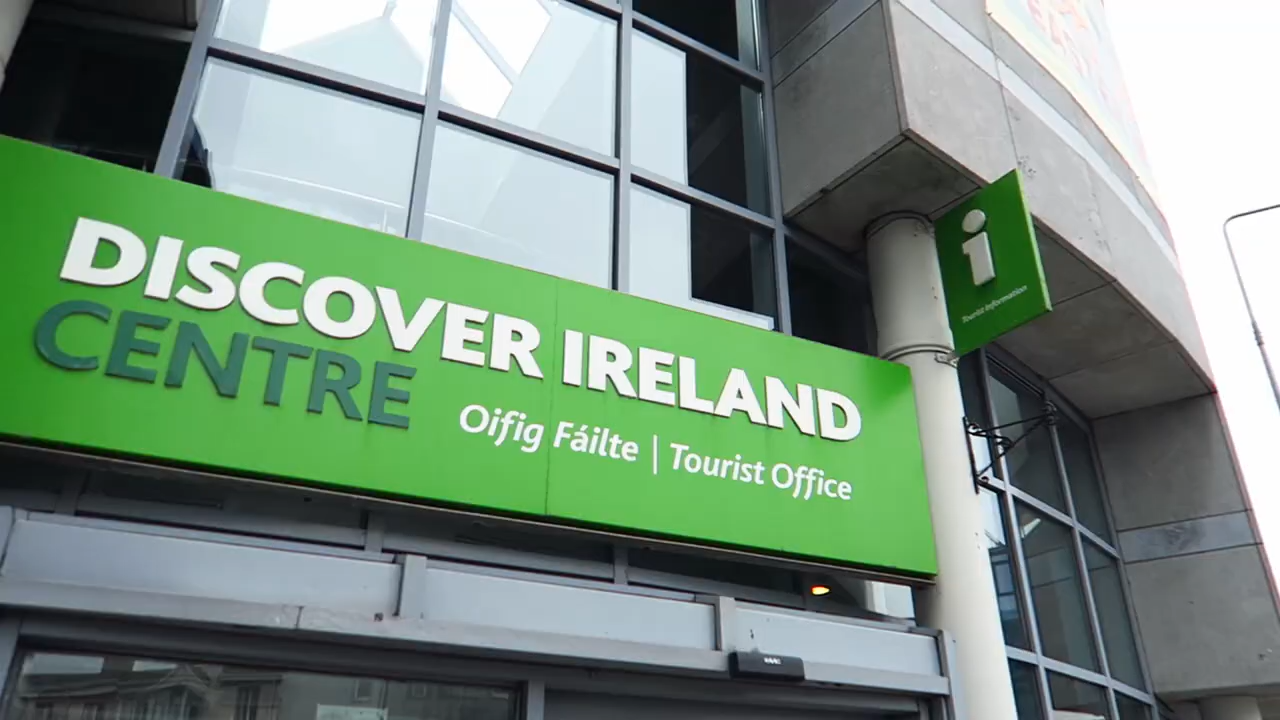 DISCOVER IRELAND
CENTRE
Oifig Fáilte | Tourist Office
i
Tourist Information